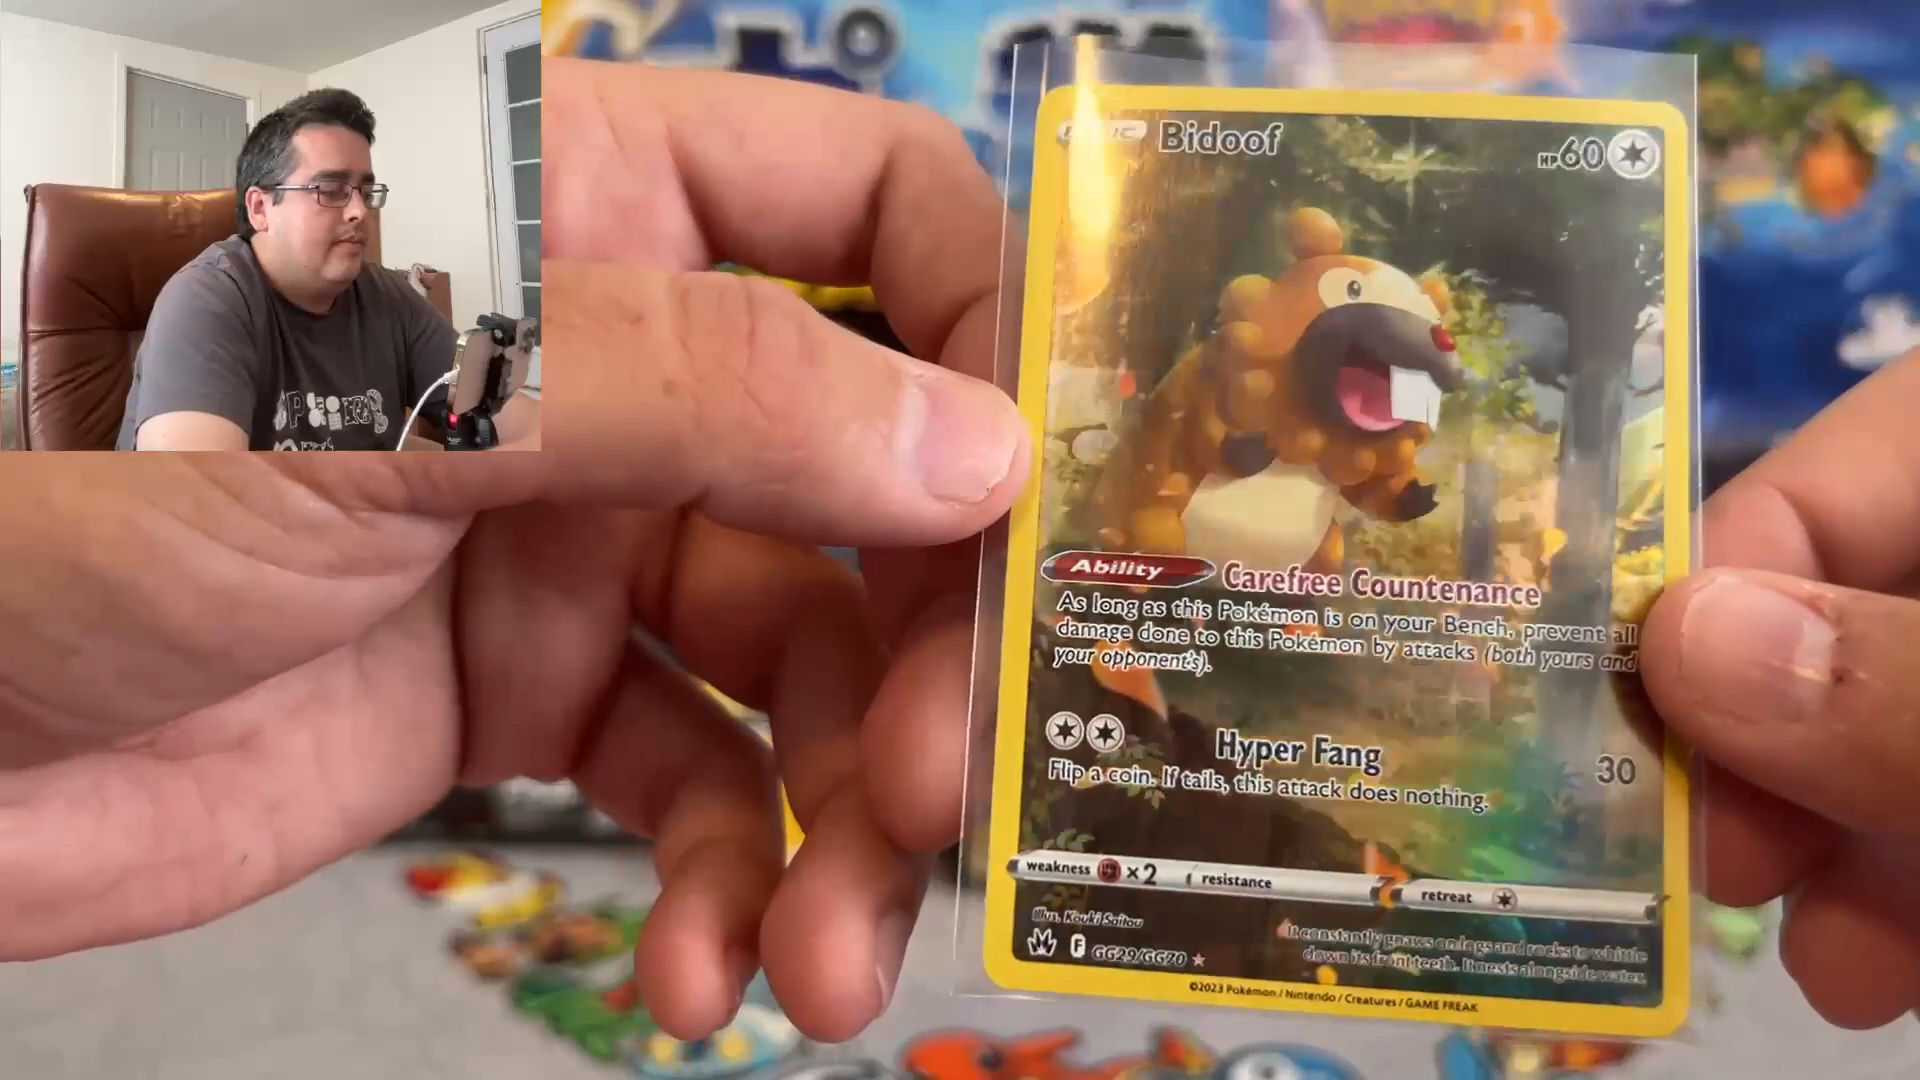 Bidoof
HP 60
Ability Carefree Countenance
As long as this Pokémon is on your Bench, prevent all
damage done to this Pokémon by attacks (both yours and
your opponent's).
Hyper Fang 30
Flip a coin. If tails, this attack does nothing.
weakness ×2 resistance retreat
Illus. Kouki Saitou
F GG29/GG70
It constantly gnaws on logs and rocks to whittle
down its front teeth. It nests alongside water.
©2023 Pokémon / Nintendo / Creatures / GAME FREAK